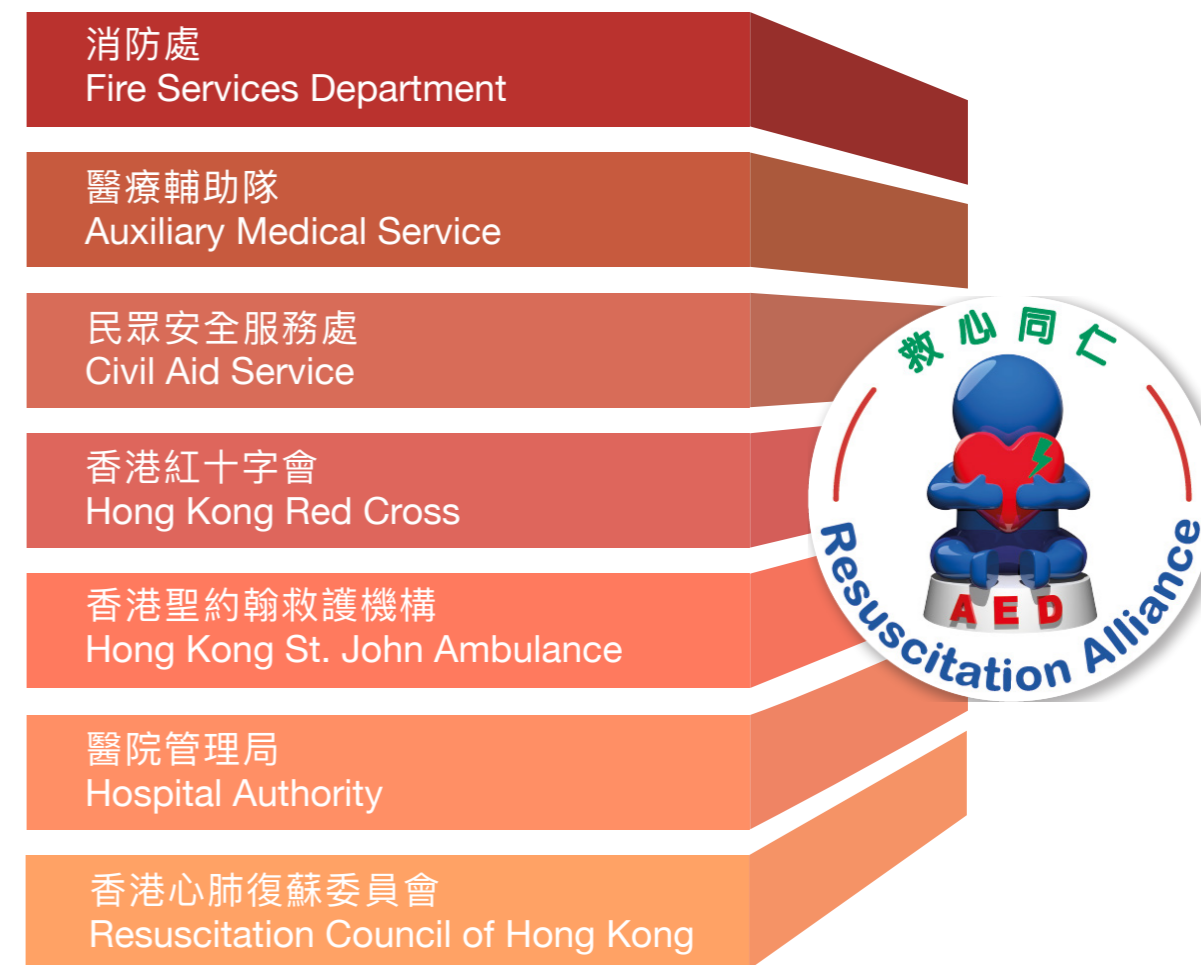 消防處
Fire Services Department
醫療輔助隊
Auxiliary Medical Service
民眾安全服務處
Civil Aid Service
香港紅十字會
Hong Kong Red Cross
香港聖約翰救護機構
Hong Kong St. John Ambulance
醫院管理局
Hospital Authority
香港心肺復蘇委員會
Resuscitation Council of Hong Kong
救心同仁
AED
Resuscitation Alliance